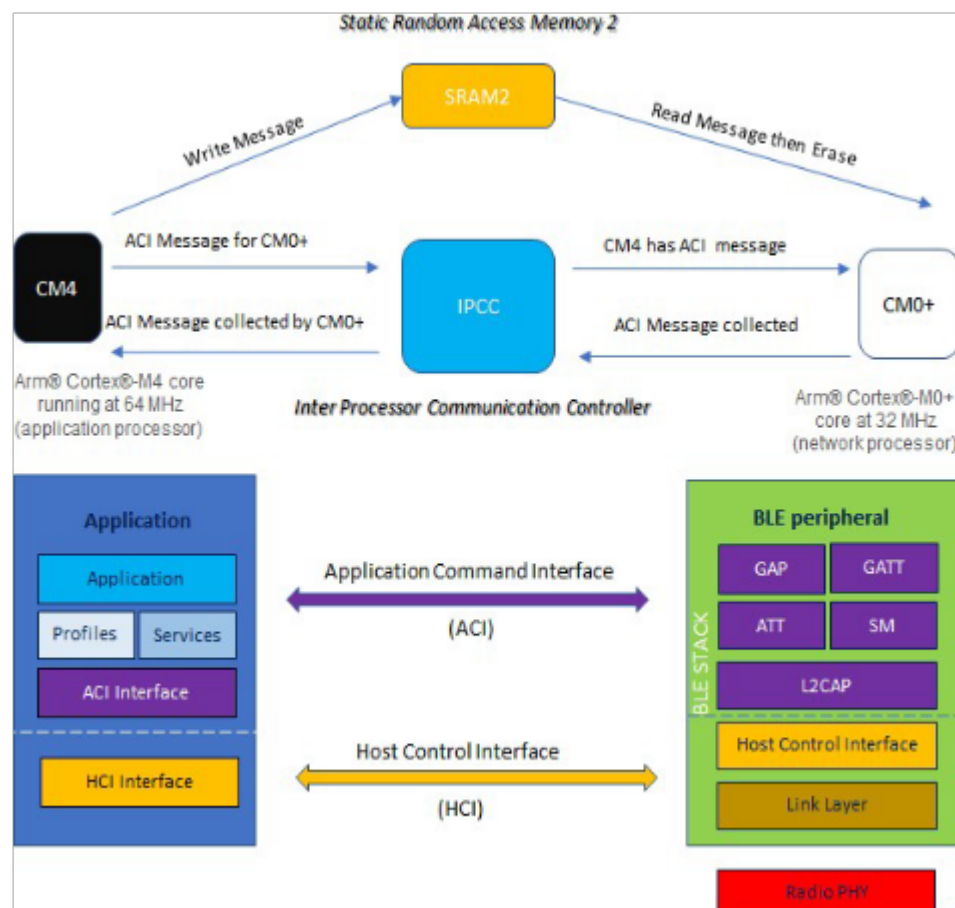 Static Random Access Memory 2
SRAM2
Write Message
Read Message then Erase
ACI Message for CM0+
CM4 has ACI message
CM4
IPCC
CM0+
ACI Message collected by CM0+
ACI Message collected
Arm® Cortex®-M4 core
running at 64 MHz
(application processor)
Inter Processor Communication Controller
Arm® Cortex®-M0+
core at 32 MHz
(network processor)
Application
BLE peripheral
Application
Profiles
Services
ACI Interface
HCI Interface
Application Command Interface
(ACI)
Host Control Interface
(HCI)
BLE STACK
GAP
GATT
ATT
SM
L2CAP
Host Control Interface
Link Layer
Radio PHY